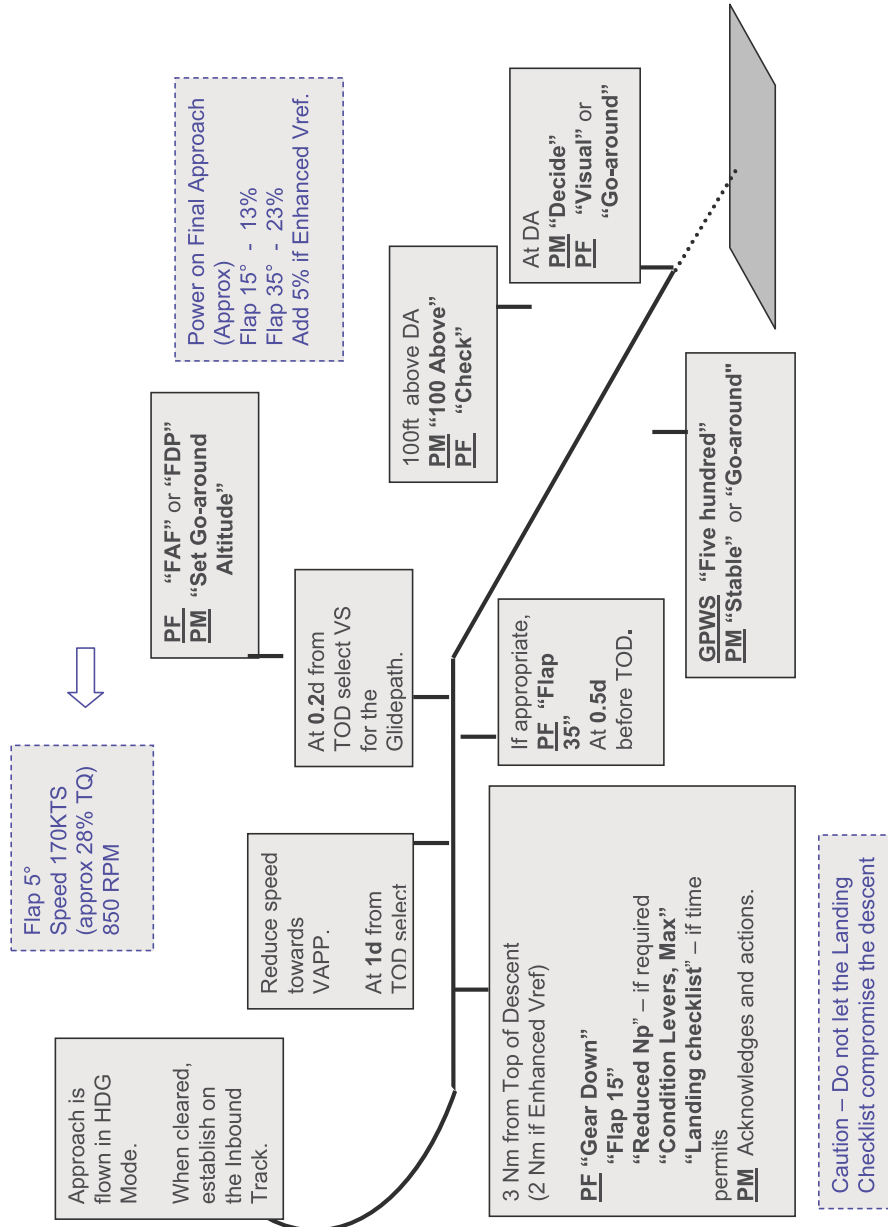 Approach is
flown in HDG
Mode.
When cleared,
establish on
the Inbound
Track.
Flap 5°
Speed 170KTS
(approx 28% TQ)
850 RPM
Reduce speed
towards
VAPP.
At 1d from
TOD select
3 Nm from Top of Descent
(2 Nm if Enhanced Vref)
PF “Gear Down”
“Flap 15”
“Reduced Np” – if required
“Condition Levers, Max”
“Landing checklist” – if time
permits
PM Acknowledges and actions.
Caution – Do not let the Landing
Checklist compromise the descent
At 0.2d from
TOD select VS
for the
Glidepath.
If appropriate,
PF “Flap
35”
At 0.5d
before TOD.
PF “FAF” or “FDP”
PM “Set Go-around
Altitude”
Power on Final Approach
(Approx)
Flap 15° - 13%
Flap 35° - 23%
Add 5% if Enhanced Vref.
GPWS “Five hundred”
PM “Stable” or “Go-around"
100ft above DA
PM “100 Above”
PF “Check”
At DA
PM “Decide”
PF “Visual” or
“Go-around”